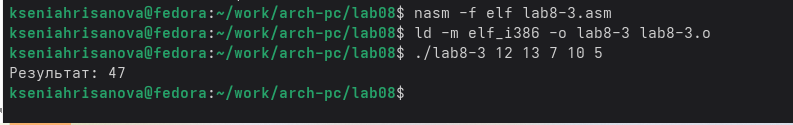 kseniahrisanova@fedora:~/work/arch-pc/lab08$ nasm -f elf lab8-3.asm
kseniahrisanova@fedora:~/work/arch-pc/lab08$ ld -m elf_i386 -o lab8-3 lab8-3.o
kseniahrisanova@fedora:~/work/arch-pc/lab08$ ./lab8-3 12 13 7 10 5
Результат: 47
kseniahrisanova@fedora:~/work/arch-pc/lab08$